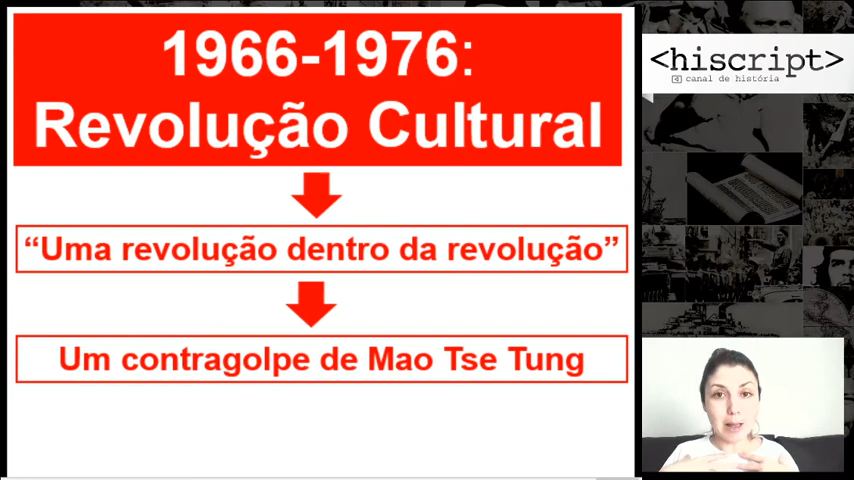 1966-1976:
Revolução Cultural
“Uma revolução dentro da revolução”
Um contragolpe de Mao Tse Tung
<hiscript>
canal de história